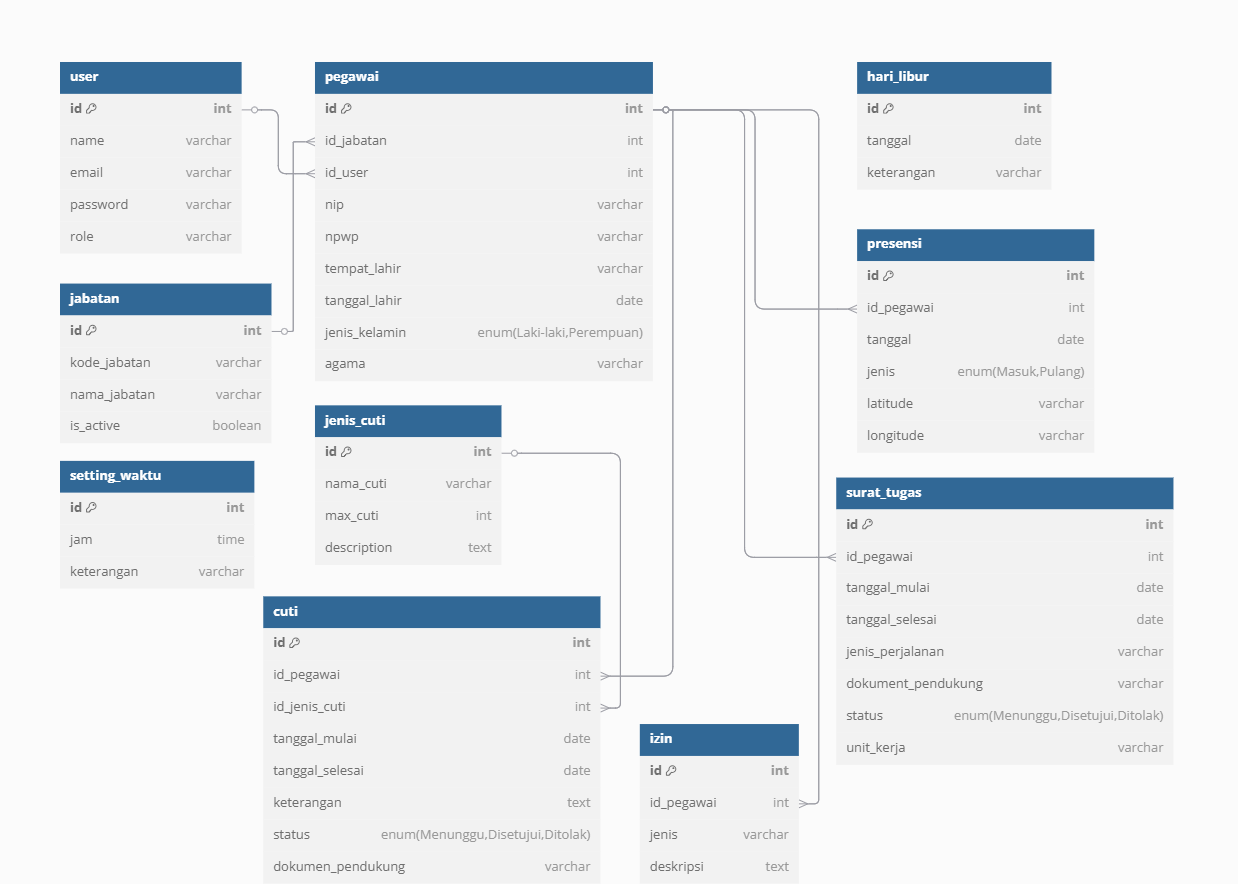 user
id int
name varchar
email varchar
password varchar
role varchar
jabatan
id int
kode_jabatan varchar
nama_jabatan varchar
is_active boolean
setting_waktu
id int
jam time
keterangan varchar
pegawai
id int
id_jabatan int
id_user int
nip varchar
npwp varchar
tempat_lahir varchar
tanggal_lahir date
jenis_kelamin enum(Laki-laki,Perempuan)
agama varchar
jenis_cuti
id int
nama_cuti varchar
max_cuti int
description text
cuti
id int
id_pegawai int
id_jenis_cuti int
tanggal_mulai date
tanggal_selesai date
keterangan text
status enum(Menunggu,Disetujui,Ditolak)
dokumen_pendukung varchar
izin
id int
id_pegawai int
jenis varchar
deskripsi text
hari_libur
id int
tanggal date
keterangan varchar
presensi
id int
id_pegawai int
tanggal date
jenis enum(Masuk,Pulang)
latitude varchar
longitude varchar
surat_tugas
id int
id_pegawai int
tanggal_mulai date
tanggal_selesai date
jenis_perjalanan varchar
dokument_pendukung varchar
status enum(Menunggu,Disetujui,Ditolak)
unit_kerja varchar